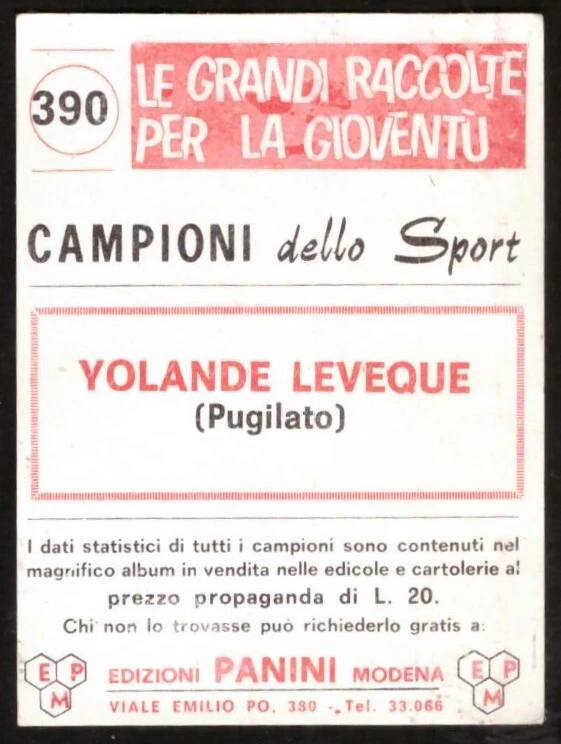 390
LE GRANDI RACCOLTE
PER LA GIOVENTÙ
CAMPIONI dello Sport
YOLANDE LEVEQUE
(Pugilato)
I dati statistici di tutti i campioni sono contenuti nel
magnifico album in vendita nelle edicole e cartolerie al
prezzo propaganda di L. 20.
Chi non lo trovasse può richiederlo gratis a:
E P M
EDIZIONI PANINI MODENA
VIALE EMILIO PO, 380 - Tel. 33.066
E P M